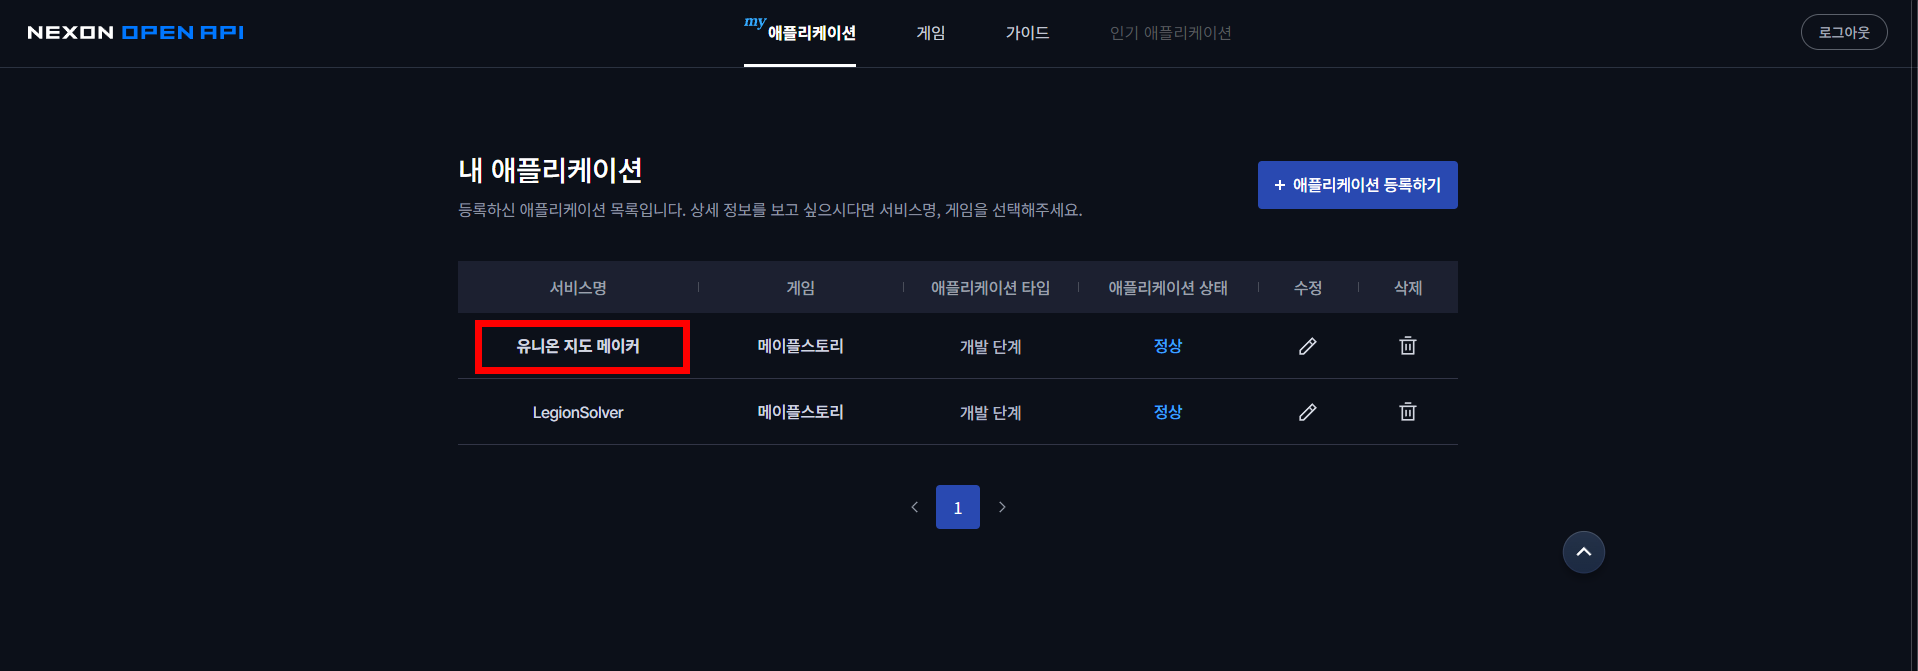 NEXON OPEN API
my 애플리케이션 게임 가이드 인기 애플리케이션 로그아웃
내 애플리케이션
+ 애플리케이션 등록하기
등록하신 애플리케이션 목록입니다. 상세 정보를 보고 싶으시다면 서비스명, 게임을 선택해주세요.
서비스명 게임 애플리케이션 타입 애플리케이션 상태 수정 삭제
유니온 지도 메이커 메이플스토리 개발 단계 정상
LegionSolver 메이플스토리 개발 단계 정상
1